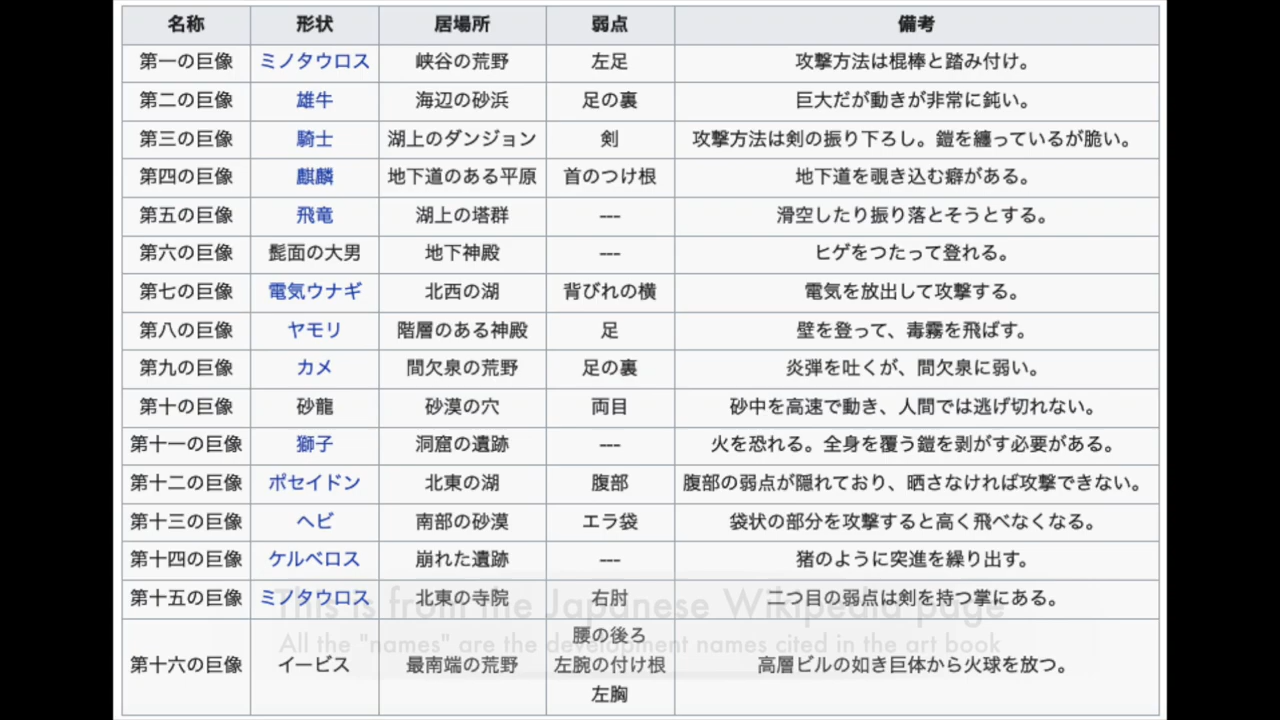 名称 形状 居場所 弱点 備考
第一の巨像 ミノタウロス 峡谷の荒野 左足 攻撃方法は棍棒と踏み付け。
第二の巨像 雄牛 海辺の砂浜 足の裏 巨大だが動きが非常に鈍い。
第三の巨像 騎士 湖上のダンジョン 剣 攻撃方法は剣の振り下ろし。鎧を纏っているが脆い。
第四の巨像 麒麟 地下道のある平原 首のつけ根 地下道を覗き込む癖がある。
第五の巨像 飛竜 湖上の塔群 --- 滑空したり振り落とそうとする。
第六の巨像 髭面の大男 地下神殿 --- ヒゲをつたって登れる。
第七の巨像 電気ウナギ 北西の湖 背びれの横 電気を放出して攻撃する。
第八の巨像 ヤモリ 階層のある神殿 足 壁を登って、毒霧を飛ばす。
第九の巨像 カメ 間欠泉の荒野 足の裏 炎弾を吐くが、間欠泉に弱い。
第十の巨像 砂龍 砂漠の穴 両目 砂中を高速で動き、人間では逃げ切れない。
第十一の巨像 獅子 洞窟の遺跡 --- 火を恐れる。全身を覆う鎧を剥がす必要がある。
第十二の巨像 ポセイドン 北東の湖 腹部 腹部の弱点が隠れており、晒さなければ攻撃できない。
第十三の巨像 ヘビ 南部の砂漠 エラ袋 袋状の部分を攻撃すると高く飛べなくなる。
第十四の巨像 ケルベロス 崩れた遺跡 --- 猪のように突進を繰り出す。
第十五の巨像 ミノタウロス 北東の寺院 右肘 二つ目の弱点は剣を持つ掌にある。
This is from the Japanese Wikipedia page
腰の後ろ
All the "names" are the development names cited in the art book
第十六の巨像 イービス 最南端の荒野 左腕の付け根 高層ビルの如き巨体から火球を放つ。
左胸